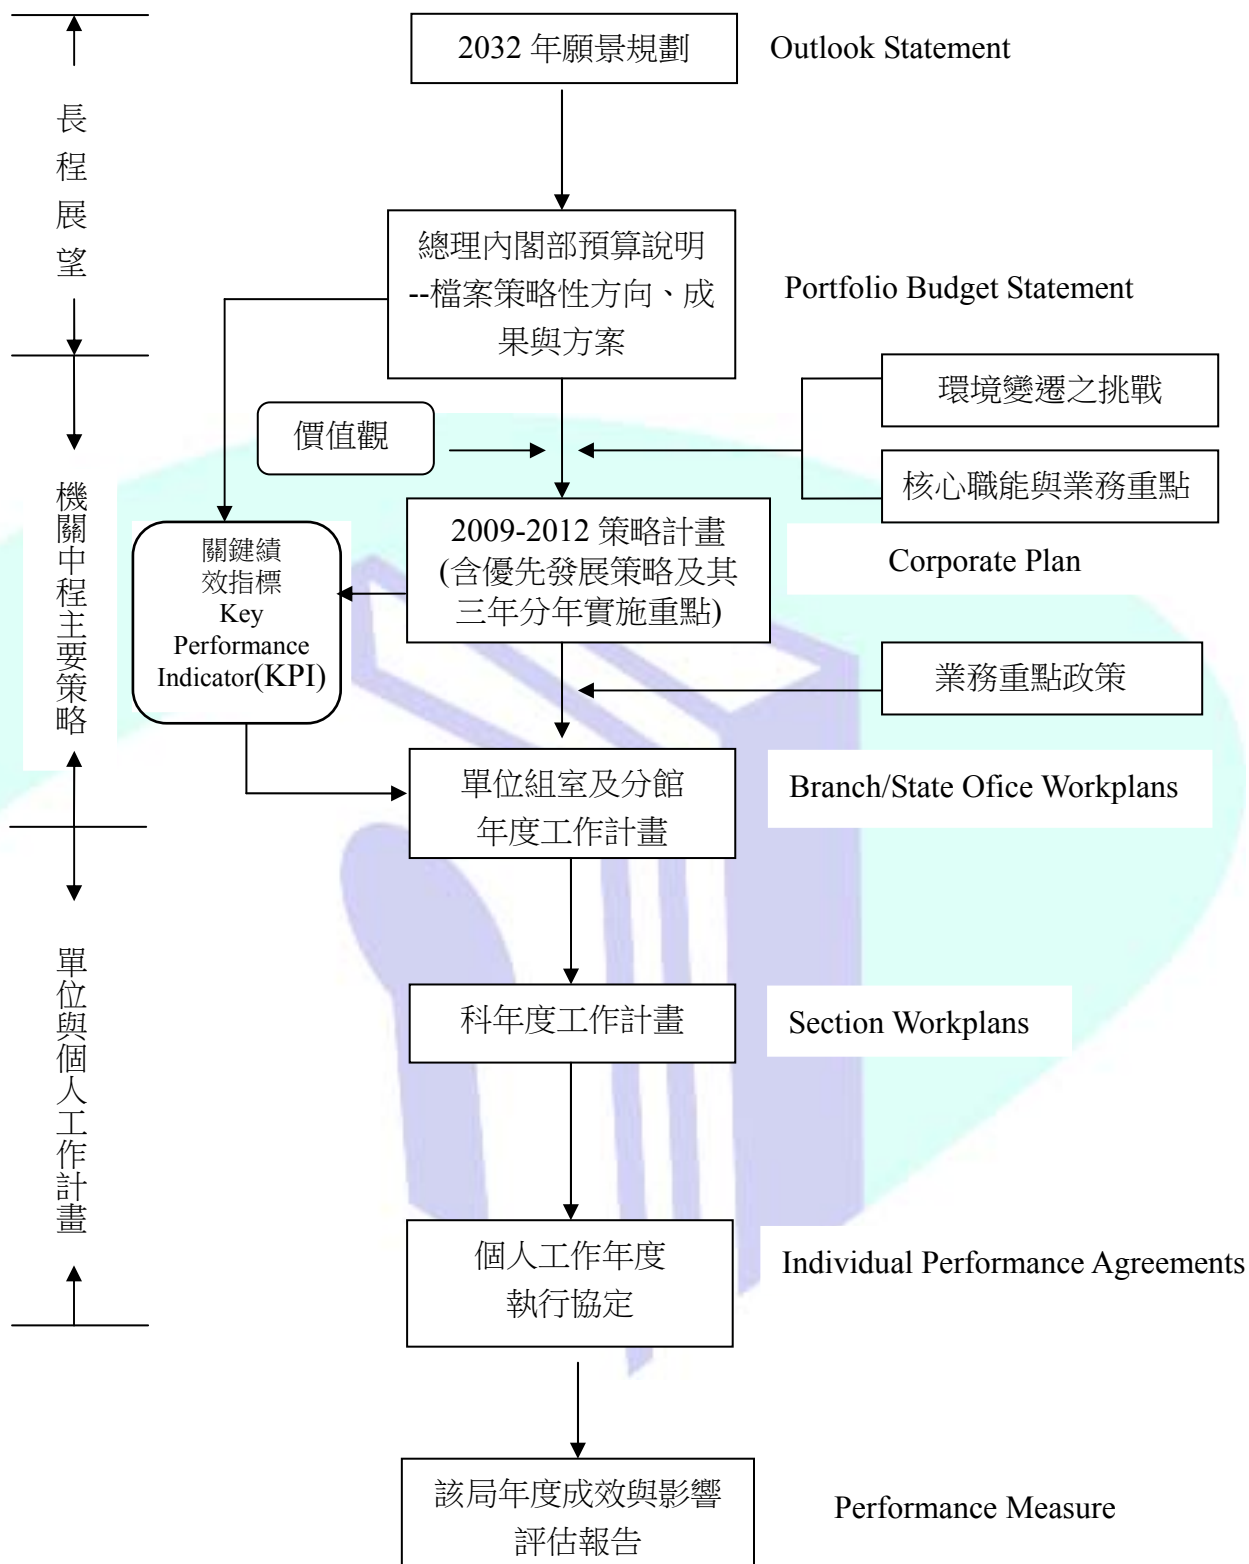 2032 年願景規劃
Outlook Statement
長程展望
總理內閣部預算說明
--檔案策略性方向、成
果與方案
Portfolio Budget Statement
環境變遷之挑戰
價值觀
核心職能與業務重點
機關中程主要策略
2009-2012 策略計畫
(含優先發展策略及其
三年分年實施重點)
Corporate Plan
關鍵績
效指標
Key
Performance
Indicator(KPI)
業務重點政策
單位組室及分館
年度工作計畫
Branch/State Ofice Workplans
單位與個人工作計畫
科年度工作計畫
Section Workplans
個人工作年度
執行協定
Individual Performance Agreements
該局年度成效與影響
評估報告
Performance Measure